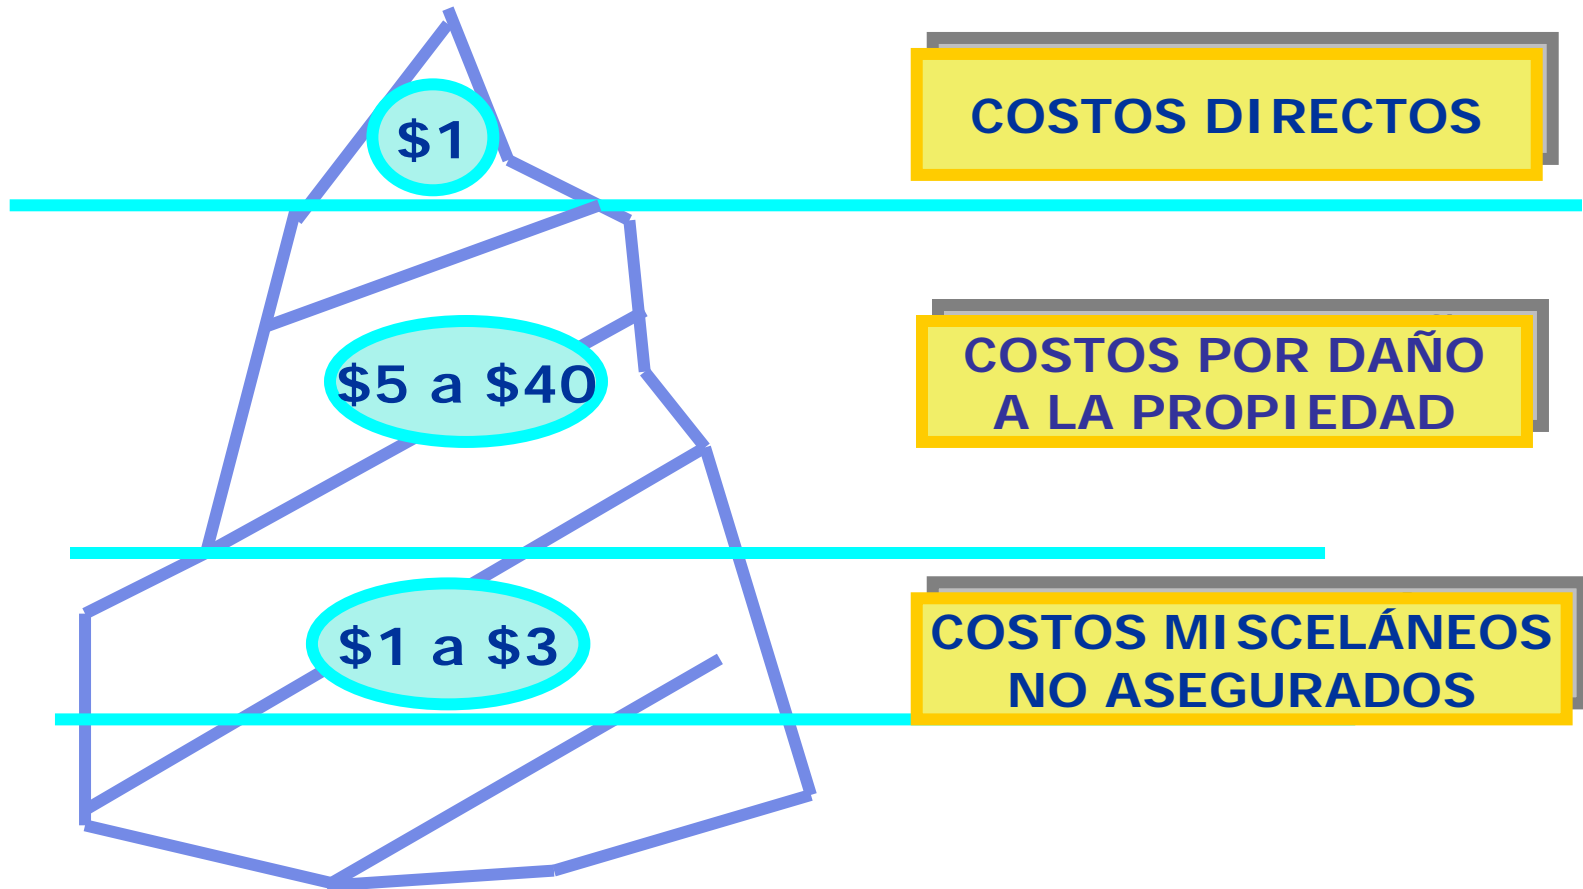 $1
COSTOS DIRECTOS
$5 a $40
COSTOS POR DAÑO
A LA PROPIEDAD
$1 a $3
COSTOS MISCELÁNEOS
NO ASEGURADOS